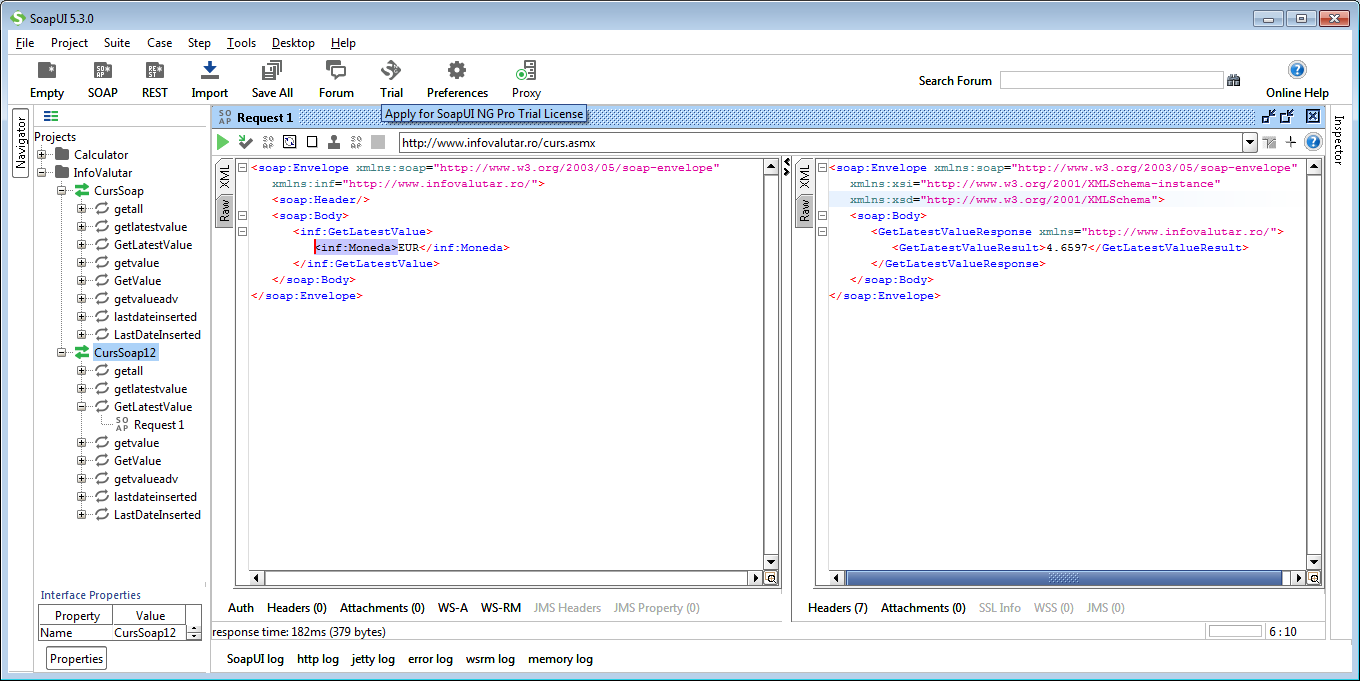 SoapUI 5.3.0
File Project Suite Case Step Tools Desktop Help
Empty SOAP REST Import Save All Forum Trial Preferences Proxy Search Forum Online Help
Apply for SoapUI NG Pro Trial License
Navigator
Projects
Calculator
InfoValutar
CursSoap
getall
getlatestvalue
GetLatestValue
getvalue
GetValue
getvalueadv
lastdateinserted
LastDateInserted
CursSoap12
getall
getlatestvalue
GetLatestValue
SOAP Request 1
getvalue
GetValue
getvalueadv
lastdateinserted
LastDateInserted
Interface Properties
Property Value
Name CursSoap12
Properties
SOAP Request 1
http://www.infovalutar.ro/curs.asmx
XML
Raw
<soap:Envelope xmlns:soap="http://www.w3.org/2003/05/soap-envelope"
xmlns:inf="http://www.infovalutar.ro/">
<soap:Header/>
<soap:Body>
<inf:GetLatestValue>
<inf:Moneda>EUR</inf:Moneda>
</inf:GetLatestValue>
</soap:Body>
</soap:Envelope>
Auth Headers (0) Attachments (0) WS-A WS-RM JMS Headers JMS Property (0)
XML
Raw
<soap:Envelope xmlns:soap="http://www.w3.org/2003/05/soap-envelope"
xmlns:xsi="http://www.w3.org/2001/XMLSchema-instance"
xmlns:xsd="http://www.w3.org/2001/XMLSchema">
<soap:Body>
<GetLatestValueResponse xmlns="http://www.infovalutar.ro/">
<GetLatestValueResult>4.6597</GetLatestValueResult>
</GetLatestValueResponse>
</soap:Body>
</soap:Envelope>
Headers (7) Attachments (0) SSL Info WSS (0) JMS (0)
Inspector
response time: 182ms (379 bytes)
6 : 10
SoapUI log http log jetty log error log wsrm log memory log